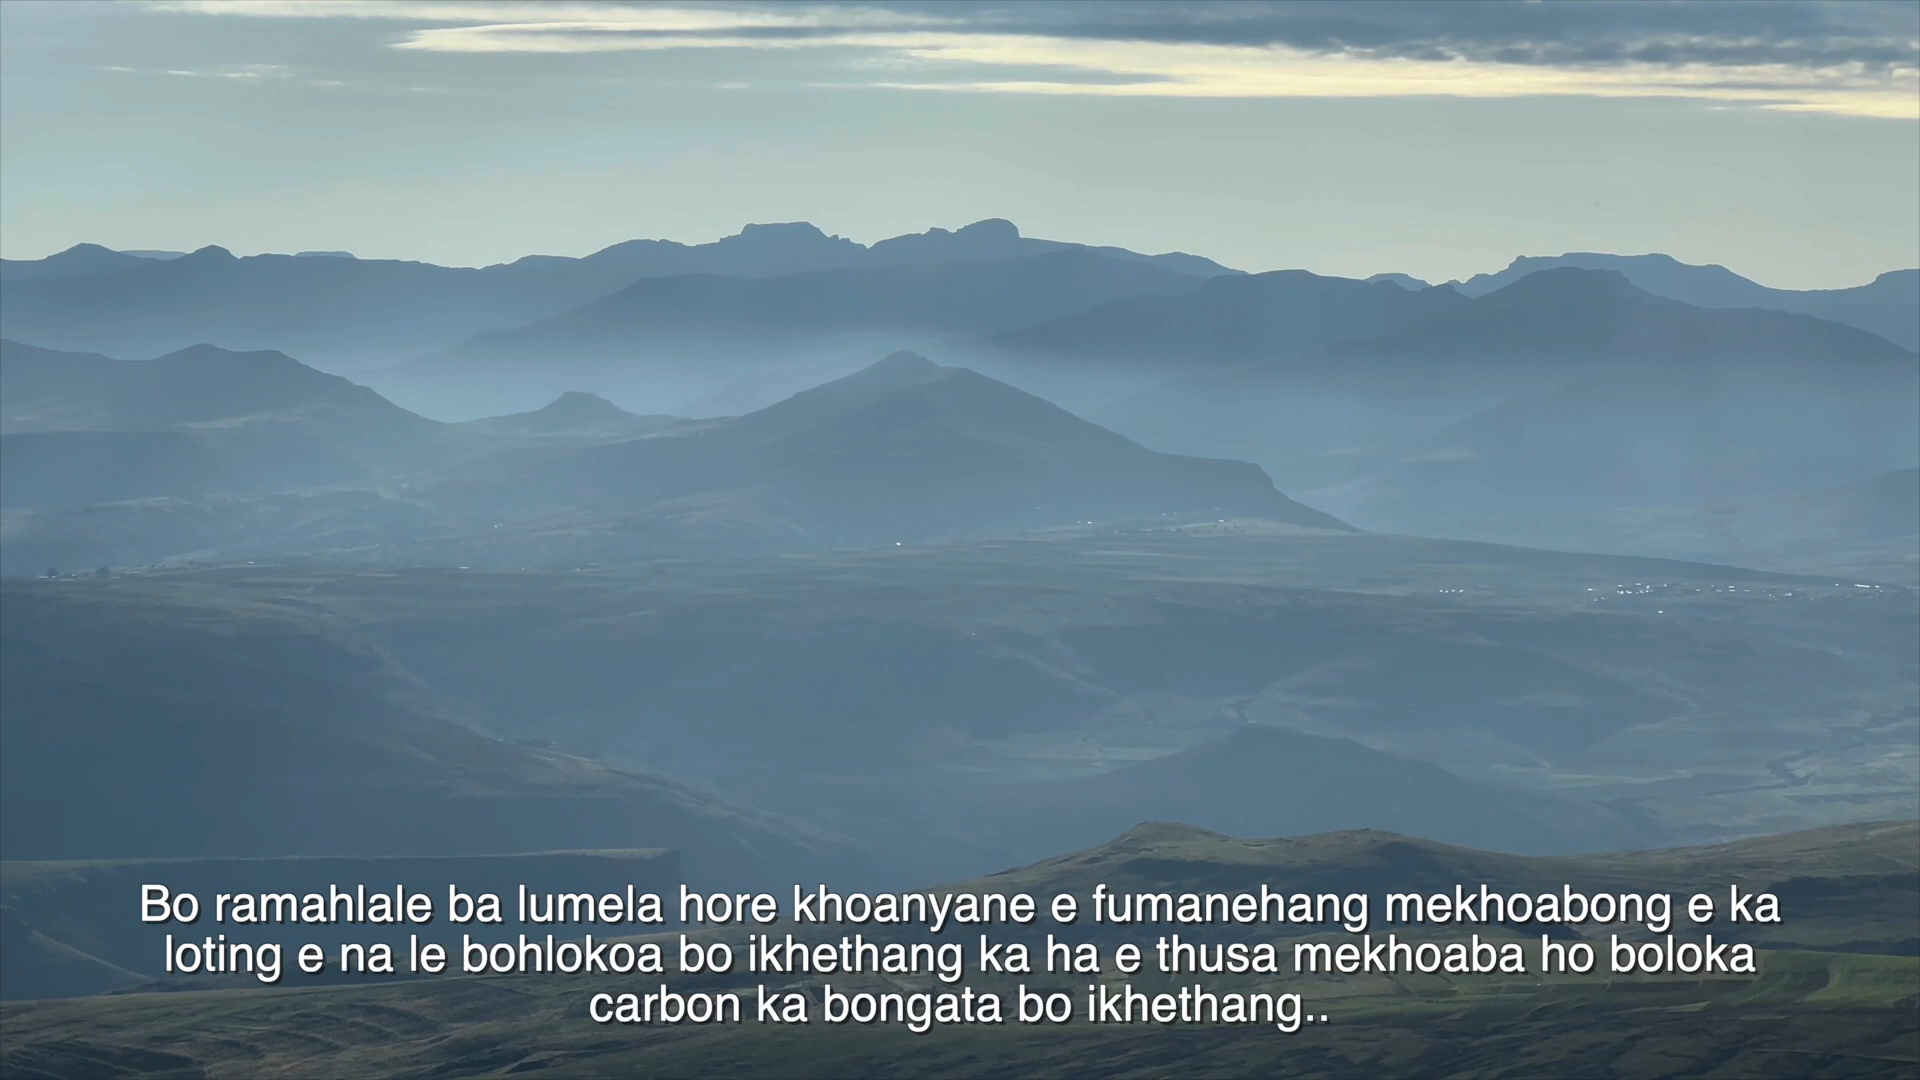 Bo ramahlale ba lumela hore khoanyane e fumanehang mekhoabong e ka
loting e na le bohlokoa bo ikhethang ka ha e thusa mekhoaba ho boloka
carbon ka bongata bo ikhethang..